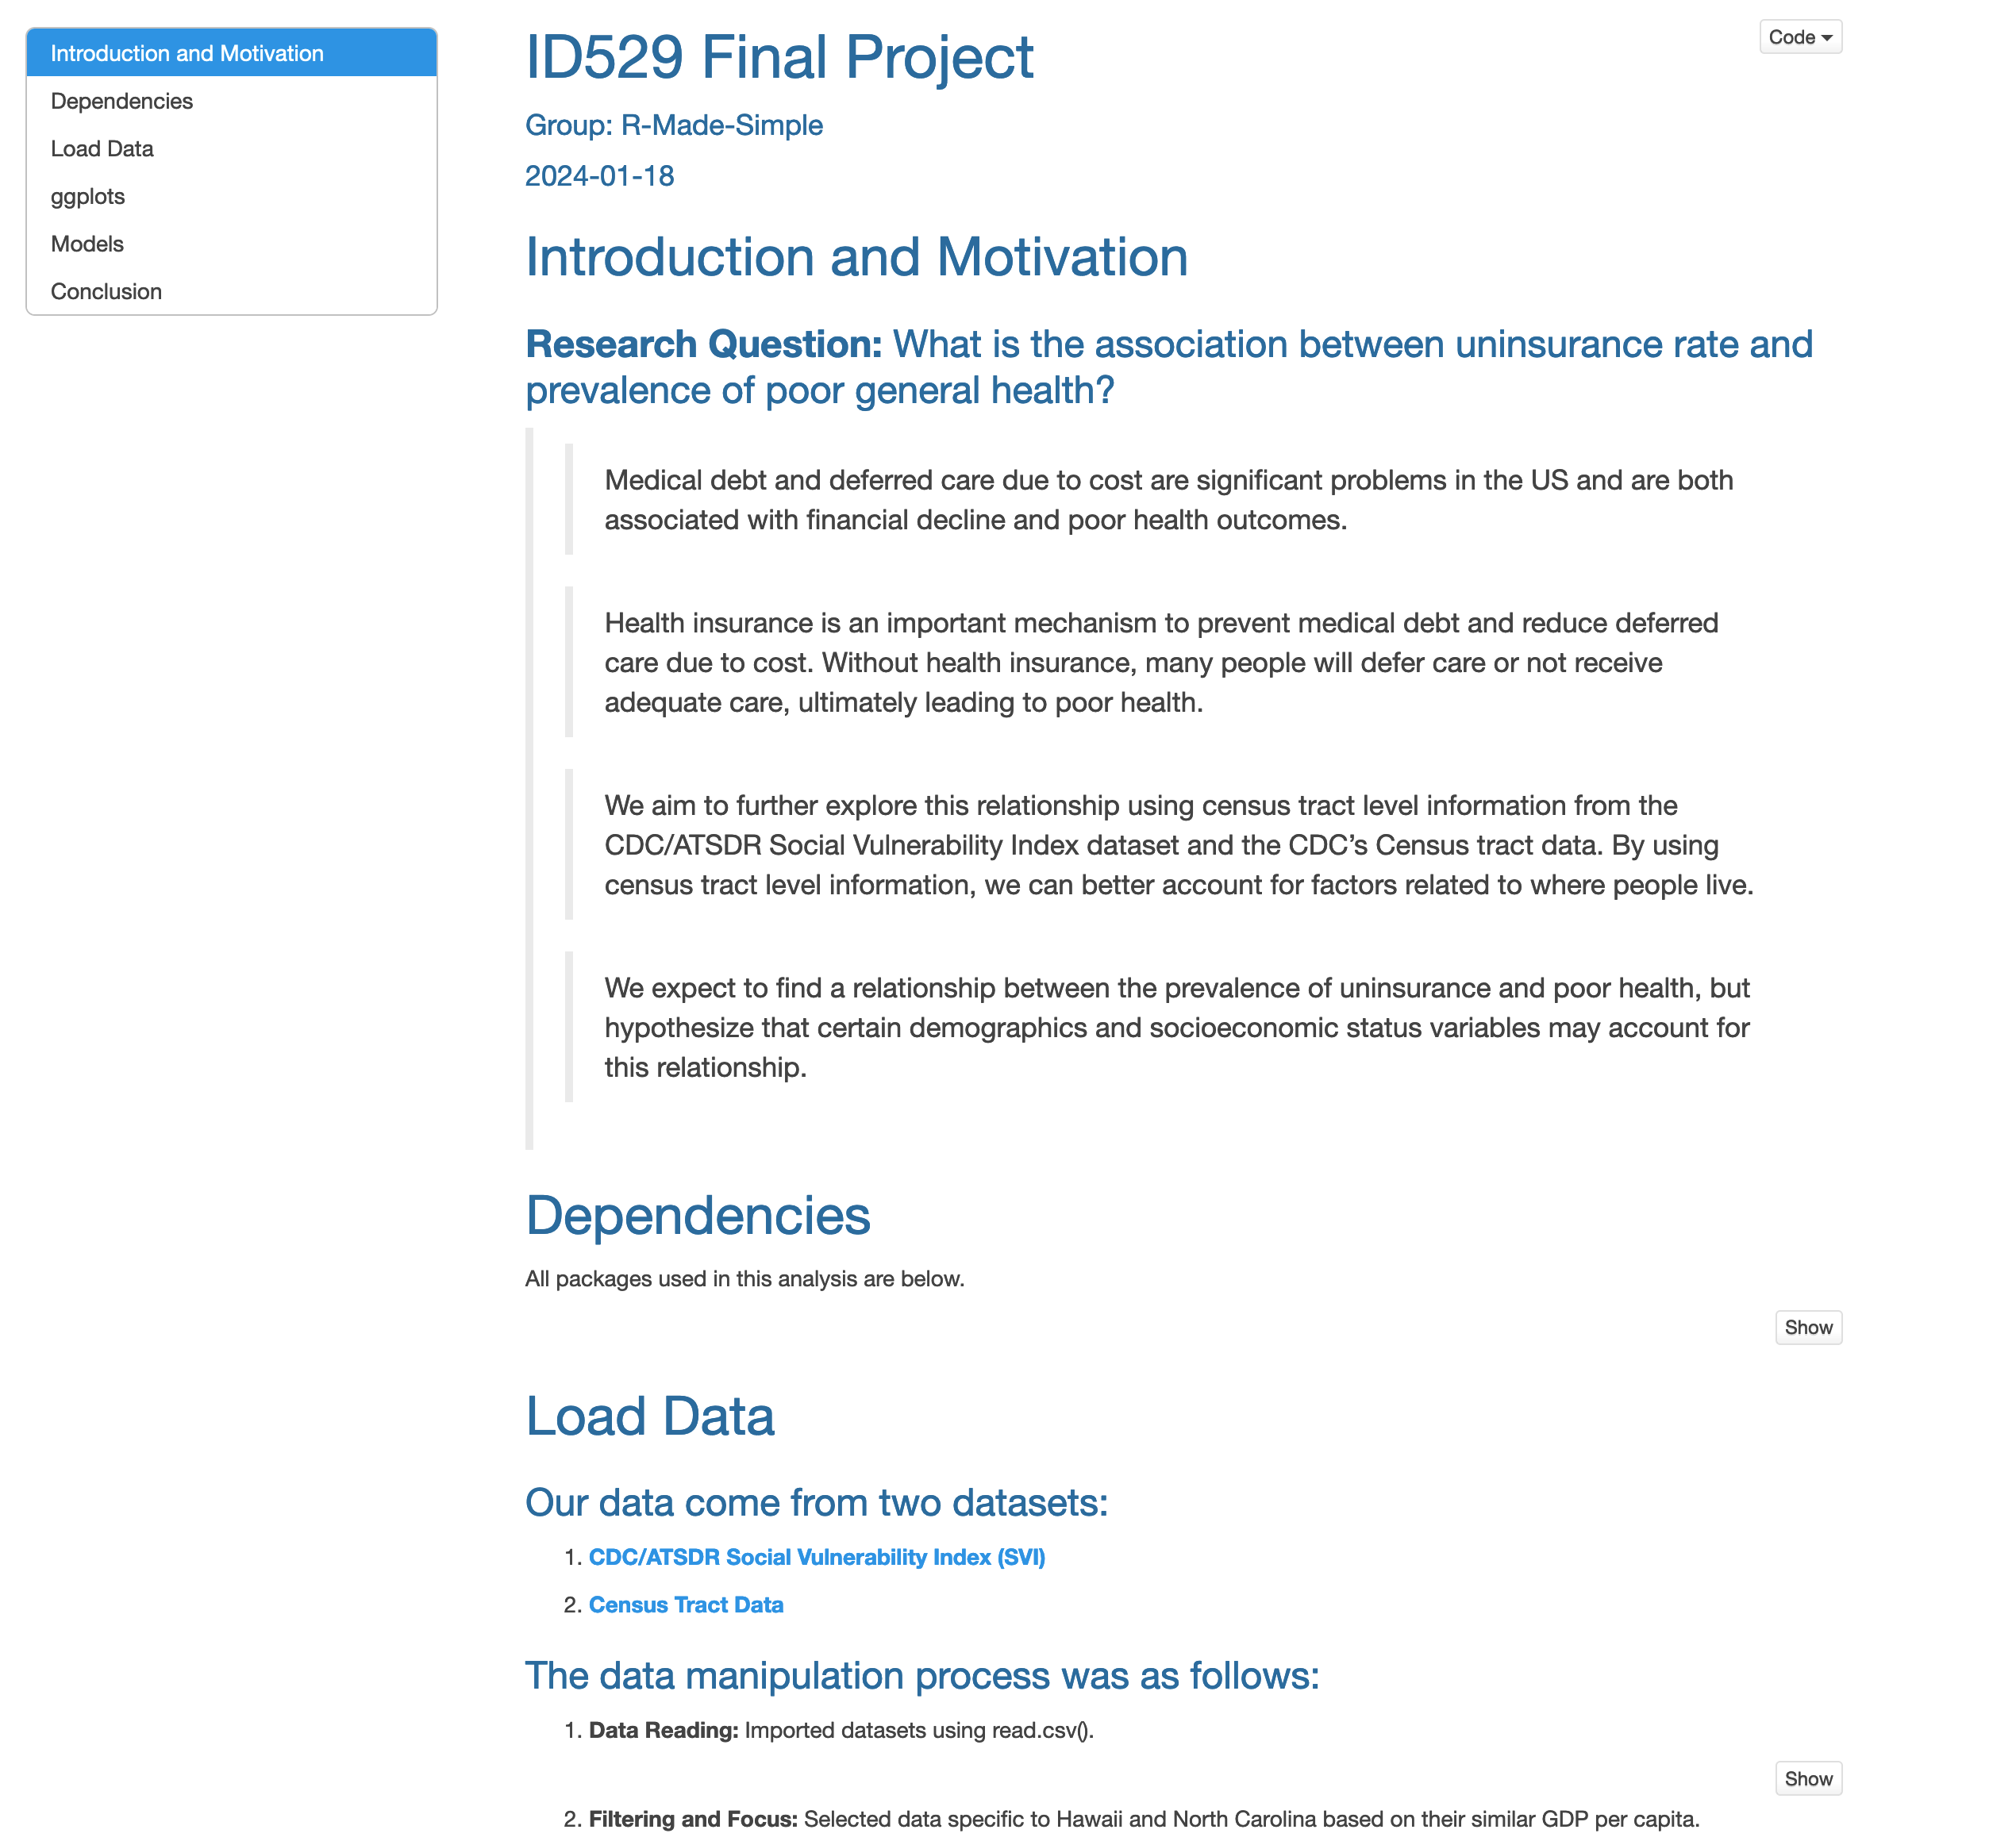 Introduction and Motivation
Dependencies
Load Data
ggplots
Models
Conclusion
Code
ID529 Final Project
Group: R-Made-Simple
2024-01-18
Introduction and Motivation
Research Question: What is the association between uninsurance rate and
prevalence of poor general health?
Medical debt and deferred care due to cost are significant problems in the US and are both
associated with financial decline and poor health outcomes.
Health insurance is an important mechanism to prevent medical debt and reduce deferred
care due to cost. Without health insurance, many people will defer care or not receive
adequate care, ultimately leading to poor health.
We aim to further explore this relationship using census tract level information from the
CDC/ATSDR Social Vulnerability Index dataset and the CDC’s Census tract data. By using
census tract level information, we can better account for factors related to where people live.
We expect to find a relationship between the prevalence of uninsurance and poor health, but
hypothesize that certain demographics and socioeconomic status variables may account for
this relationship.
Dependencies
All packages used in this analysis are below.
Show
Load Data
Our data come from two datasets:
1. CDC/ATSDR Social Vulnerability Index (SVI)
2. Census Tract Data
The data manipulation process was as follows:
1. Data Reading: Imported datasets using read.csv().
Show
2. Filtering and Focus: Selected data specific to Hawaii and North Carolina based on their similar GDP per capita.